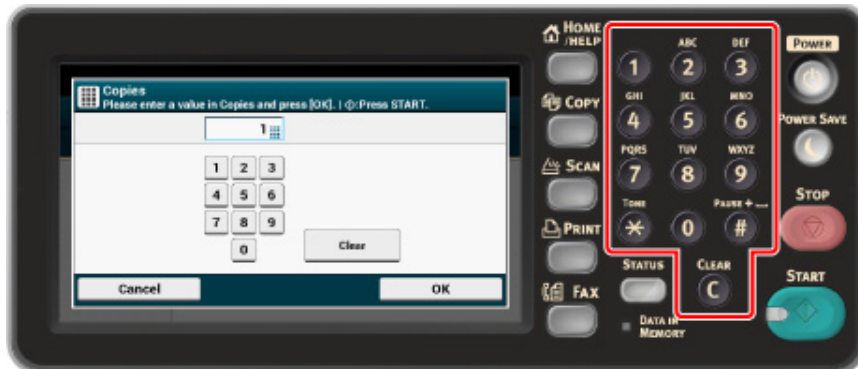 Copies
Please enter a value in Copies and press [OK]. | :Press START.
1
1 2 3
4 5 6
7 8 9
0
Clear
Cancel
OK
HOME
/HELP
COPY
SCAN
PRINT
FAX
ABC DEF
1 2 3
GHI JKL MNO
4 5 6
PQRS TUV WXYZ
7 8 9
TONE PAUSE +
* 0 #
STATUS
CLEAR
C
DATA IN
MEMORY
POWER
POWER SAVE
STOP
START